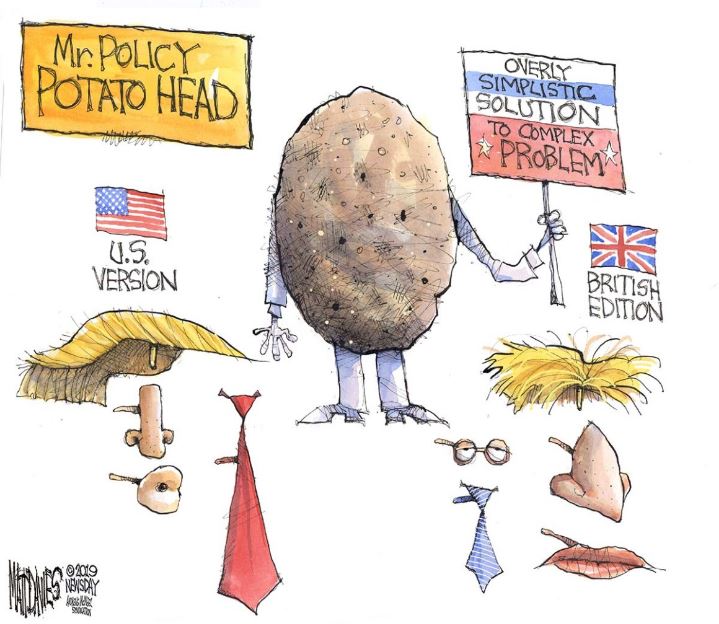 Mr. POLICY
POTATO HEAD
OVERLY
SIMPLISTIC
SOLUTION
TO COMPLEX
PROBLEM
U.S.
VERSION
BRITISH
EDITION
MATT DAVIES
©2019
NEWSDAY